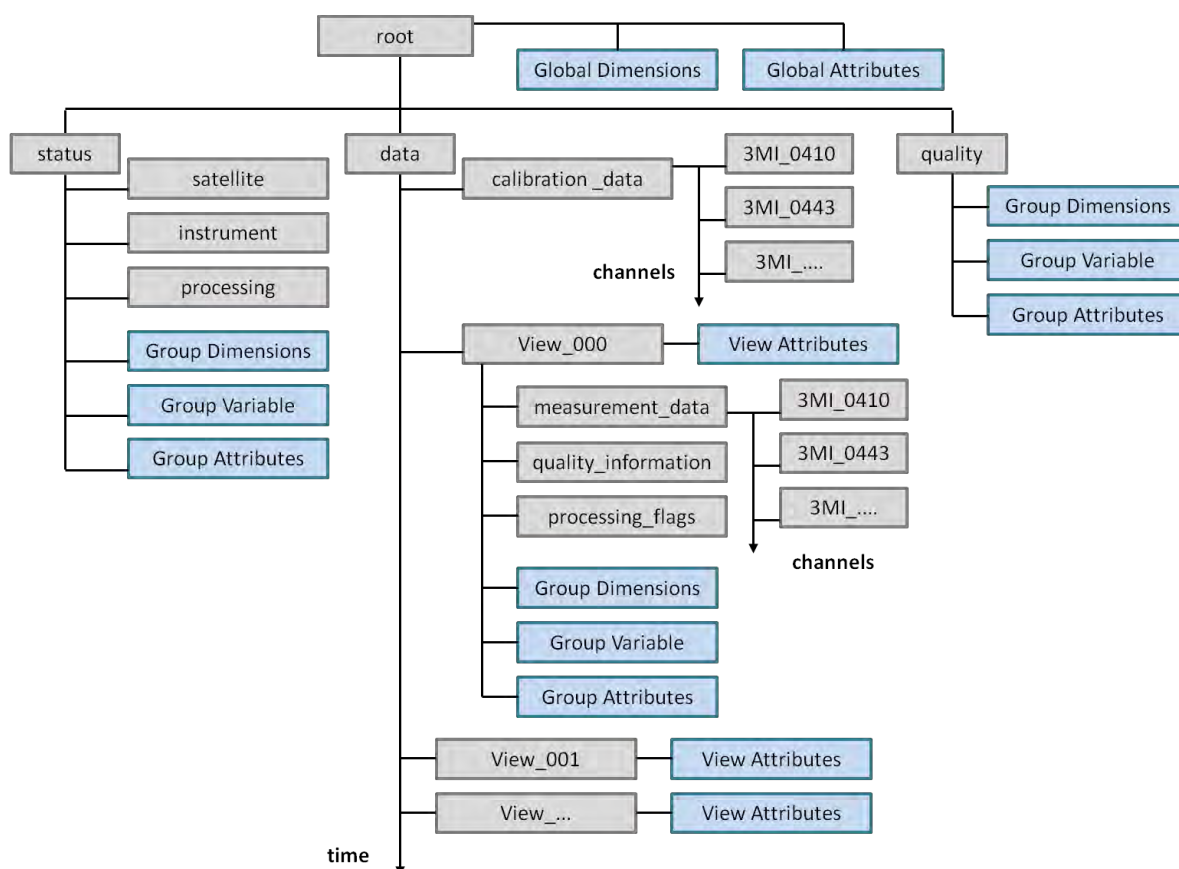 root
Global Dimensions
Global Attributes
status
data
quality
satellite
instrument
processing
Group Dimensions
Group Variable
Group Attributes
calibration _data
3MI_0410
3MI_0443
3MI_....
channels
View_000
View Attributes
measurement_data
quality_information
processing_flags
3MI_0410
3MI_0443
3MI_....
channels
Group Dimensions
Group Variable
Group Attributes
View_001
View Attributes
View_...
View Attributes
time
Group Dimensions
Group Variable
Group Attributes